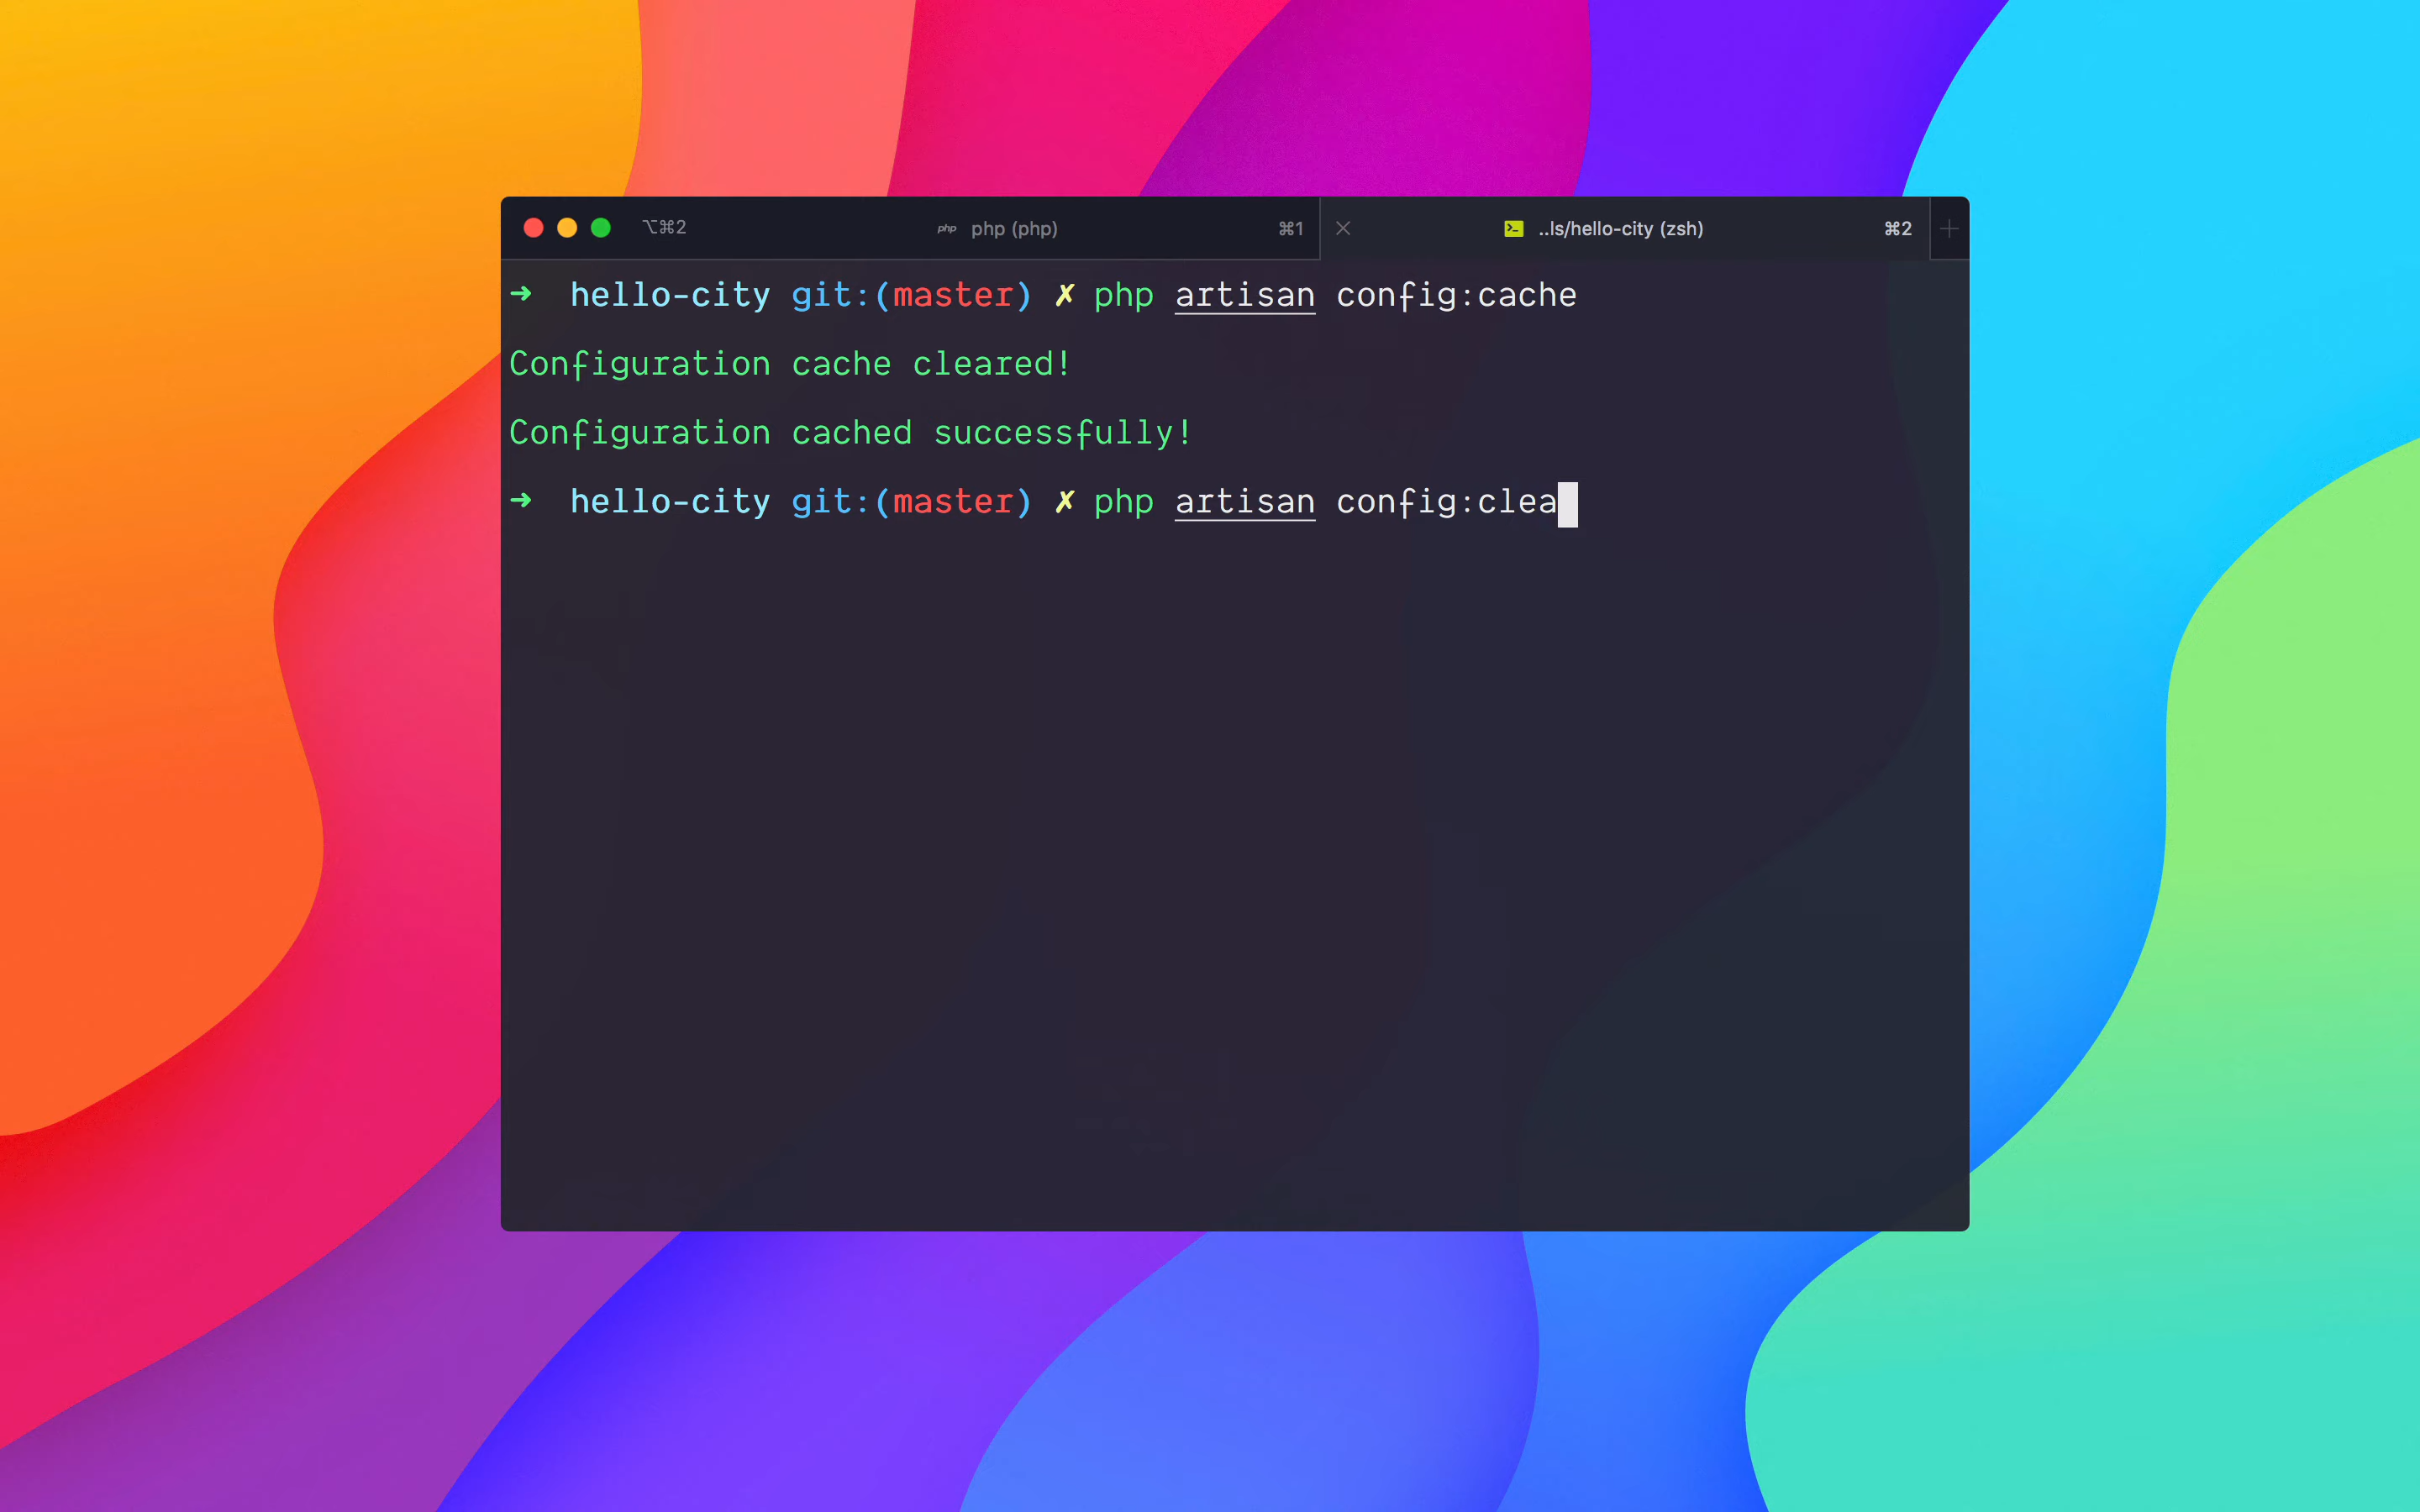 ⌥⌘2 php php (php) ⌘1 ..ls/hello-city (zsh) ⌘2
➜ hello-city git:(master) ✗ php artisan config:cache
Configuration cache cleared!
Configuration cached successfully!
➜ hello-city git:(master) ✗ php artisan config:clea